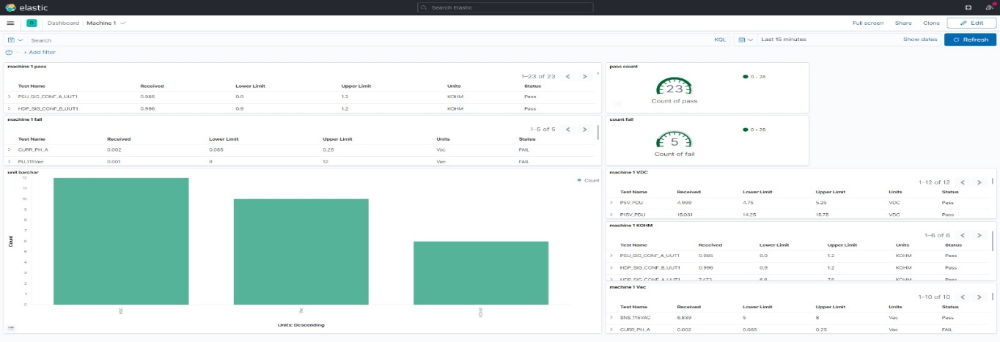 elastic
Search Elastic
D
Dashboard / Machine 1
Full screen Share Clone Edit
Search KQL
Last 15 minutes Show dates Refresh
+ Add filter
machine 1 pass
1–23 of 23
Test Name Received Lower Limit Upper Limit Units Status
PSU_SIG_CONF_A_UUT1 0.985 0.9 1.2 KOHM Pass
HDP_SIG_CONF_B_UUT1 0.996 0.9 1.2 KOHM Pass
pass count
23
Count of pass
0 - 28
machine 1 fail
1–5 of 5
Test Name Received Lower Limit Upper Limit Units Status
CURR_PH_A 0.002 0.085 0.25 Vac FAIL
PU_115Vac 0.001 8 12 Vac FAIL
count fail
5
Count of fail
0 - 28
unit barchar
Count
12
11
10
9
8
7
6
5
4
3
2
1
0
Count
VDC
Vac
KOHM
Units: Descending
machine 1 VDC
1–12 of 12
Test Name Received Lower Limit Upper Limit Units Status
P5V_PDU 4.999 4.75 5.25 VDC Pass
P15V_PDU 15.031 14.25 15.75 VDC Pass
machine 1 KOHM
1–6 of 6
Test Name Received Lower Limit Upper Limit Units Status
PSU_SIG_CONF_A_UUT1 0.985 0.9 1.2 KOHM Pass
HDP_SIG_CONF_B_UUT1 0.996 0.9 1.2 KOHM Pass
HDP_SIG_CONF_A_UUT1 7.473 6.8 7.6 KOHM Pass
machine 1 Vac
1–10 of 10
Test Name Received Lower Limit Upper Limit Units Status
SNS_115VAC 6.839 5 8 Vac Pass
CURR_PH_A 0.002 0.085 0.25 Vac FAIL